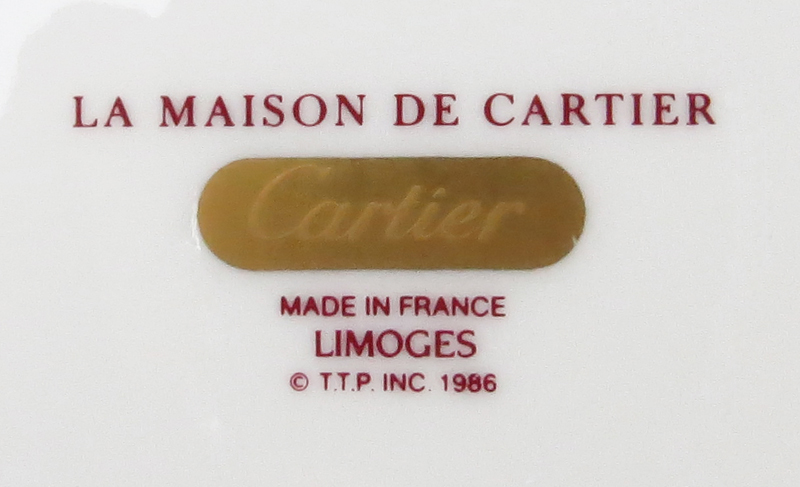 LA MAISON DE CARTIER
Cartier
MADE IN FRANCE
LIMOGES
© T.T.P. INC. 1986